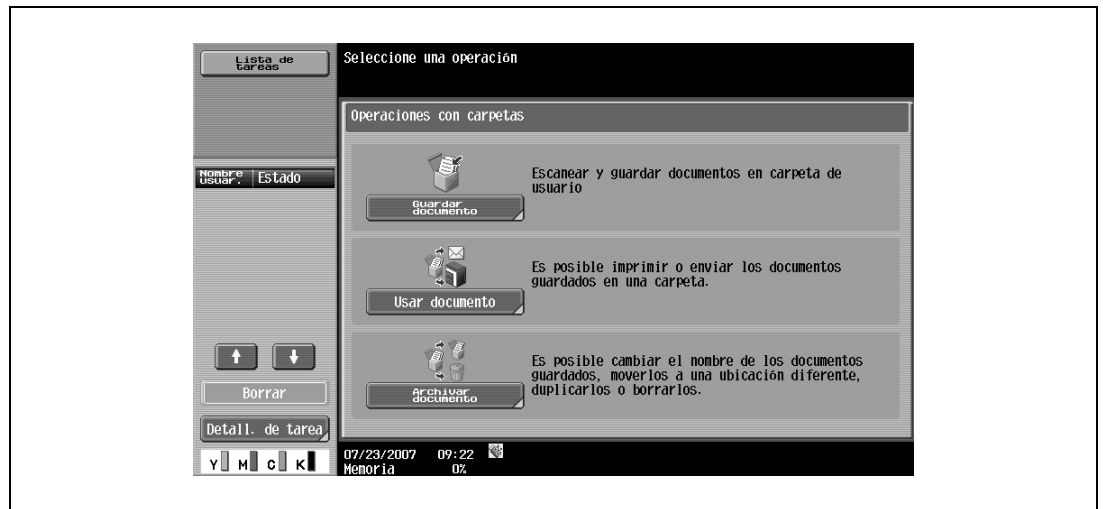 Lista de
tareas
Seleccione una operación
Operaciones con carpetas
Nombre
usuar.
Estado
Escanear y guardar documentos en carpeta de
usuario
Guardar
documento
Es posible imprimir o enviar los documentos
guardados en una carpeta.
Usar documento
Es posible cambiar el nombre de los documentos
guardados, moverlos a una ubicación diferente,
duplicarlos o borrarlos.
Archivar
documento
Borrar
Detall. de tarea
Y M C K
07/23/2007 09:22
Memoria 0%